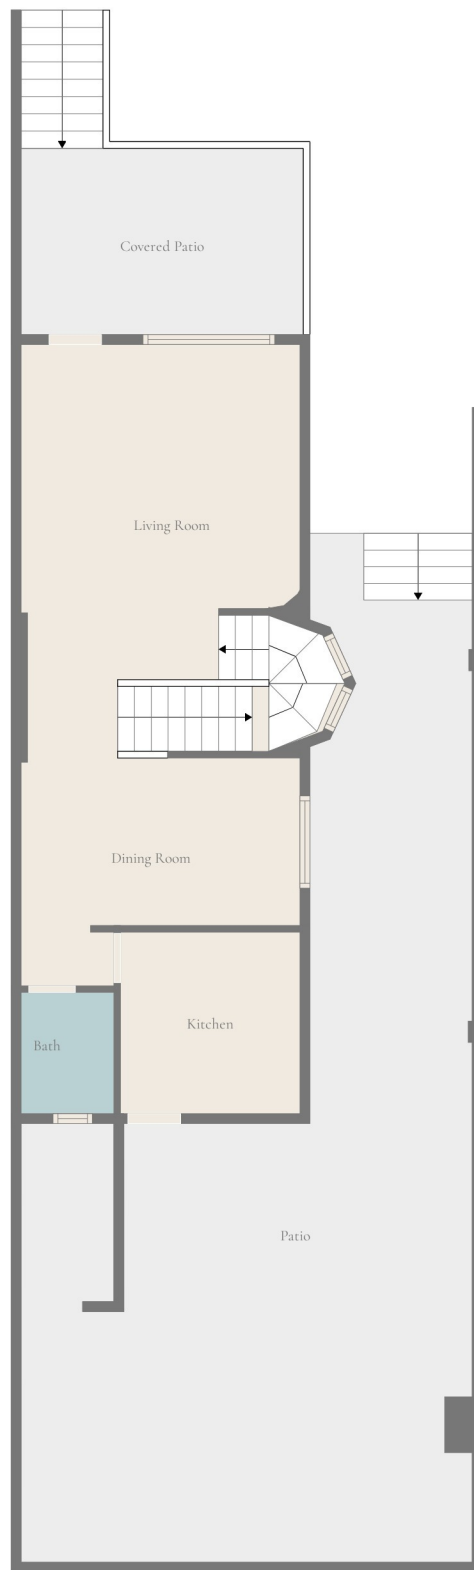 Covered Patio
Living Room
Dining Room
Kitchen
Bath
Patio